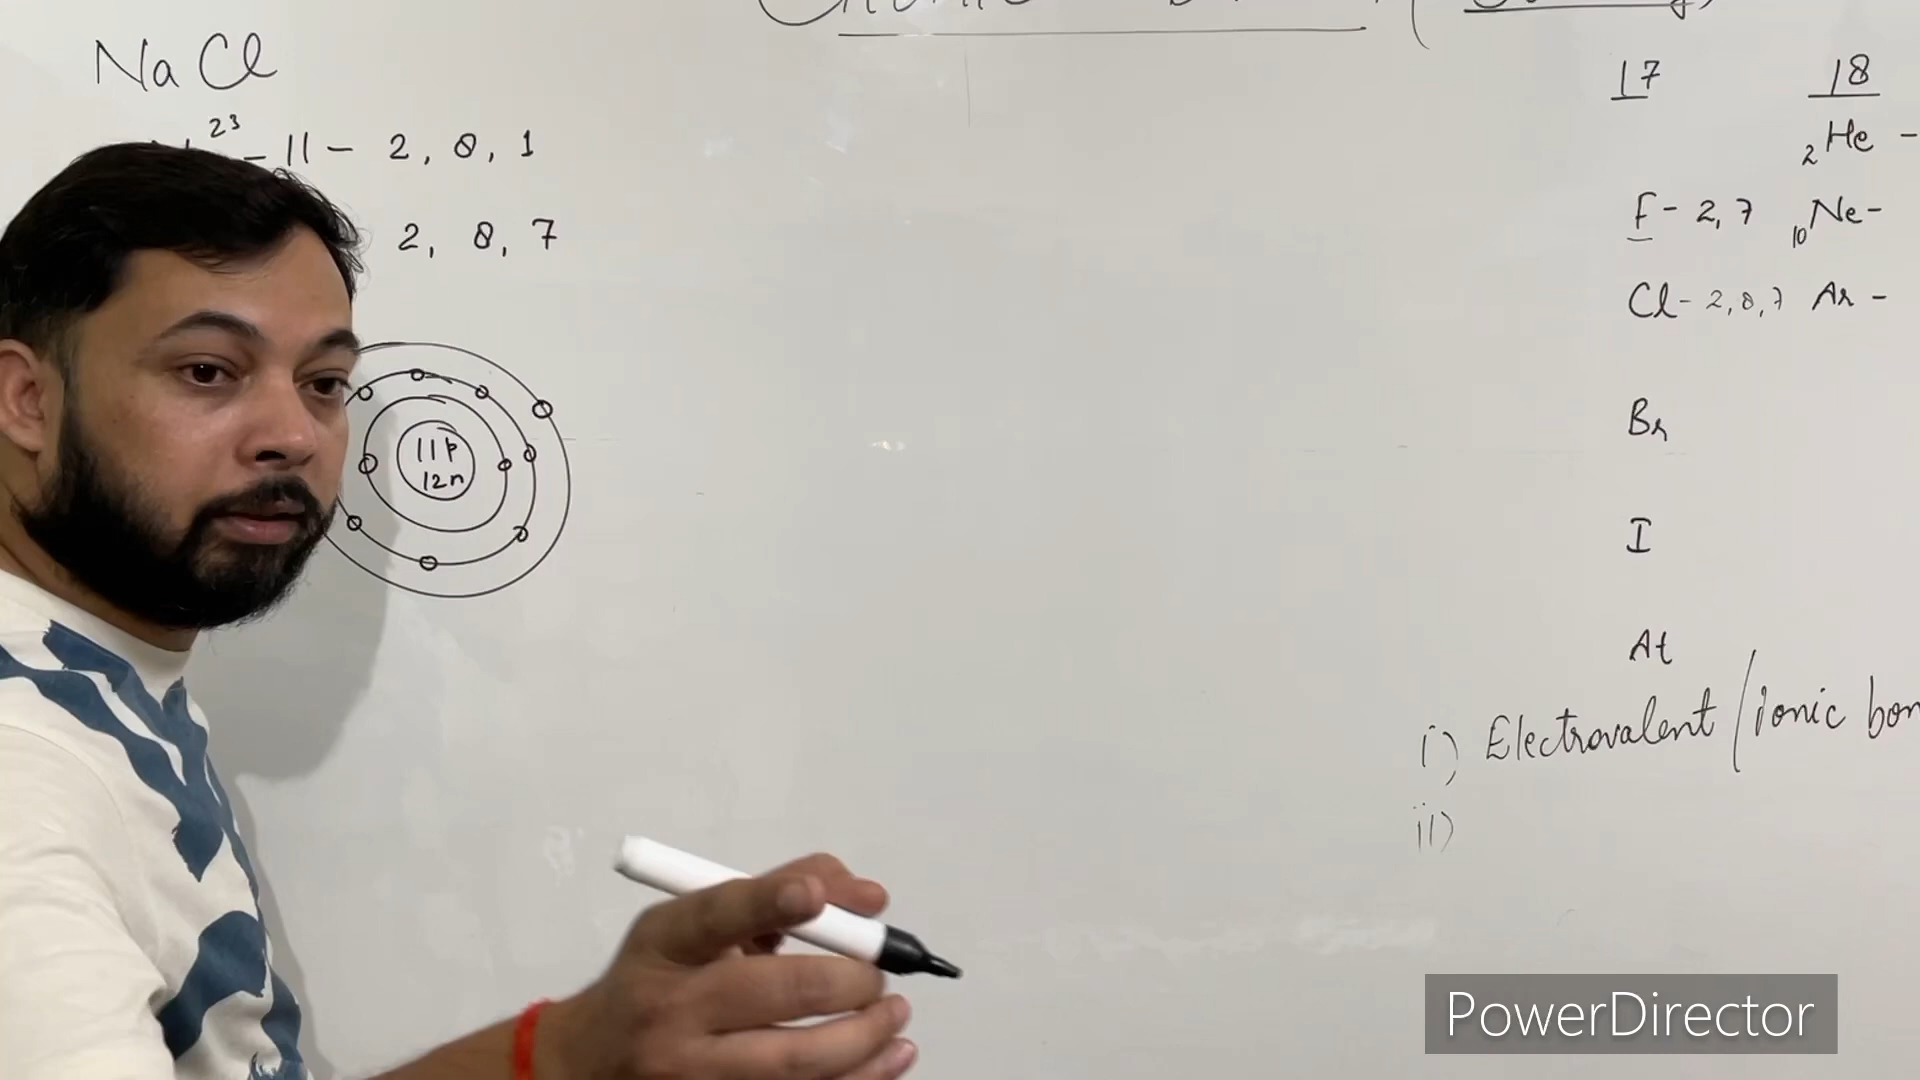 NaCl
23 - 11 - 2, 8, 1
2, 8, 7
11p
12n
17 18
2He -
F - 2, 7 10Ne -
Cl - 2, 8, 7 Ar -
Br
I
At
i) Electrovalent / ionic bon
ii)
PowerDirector